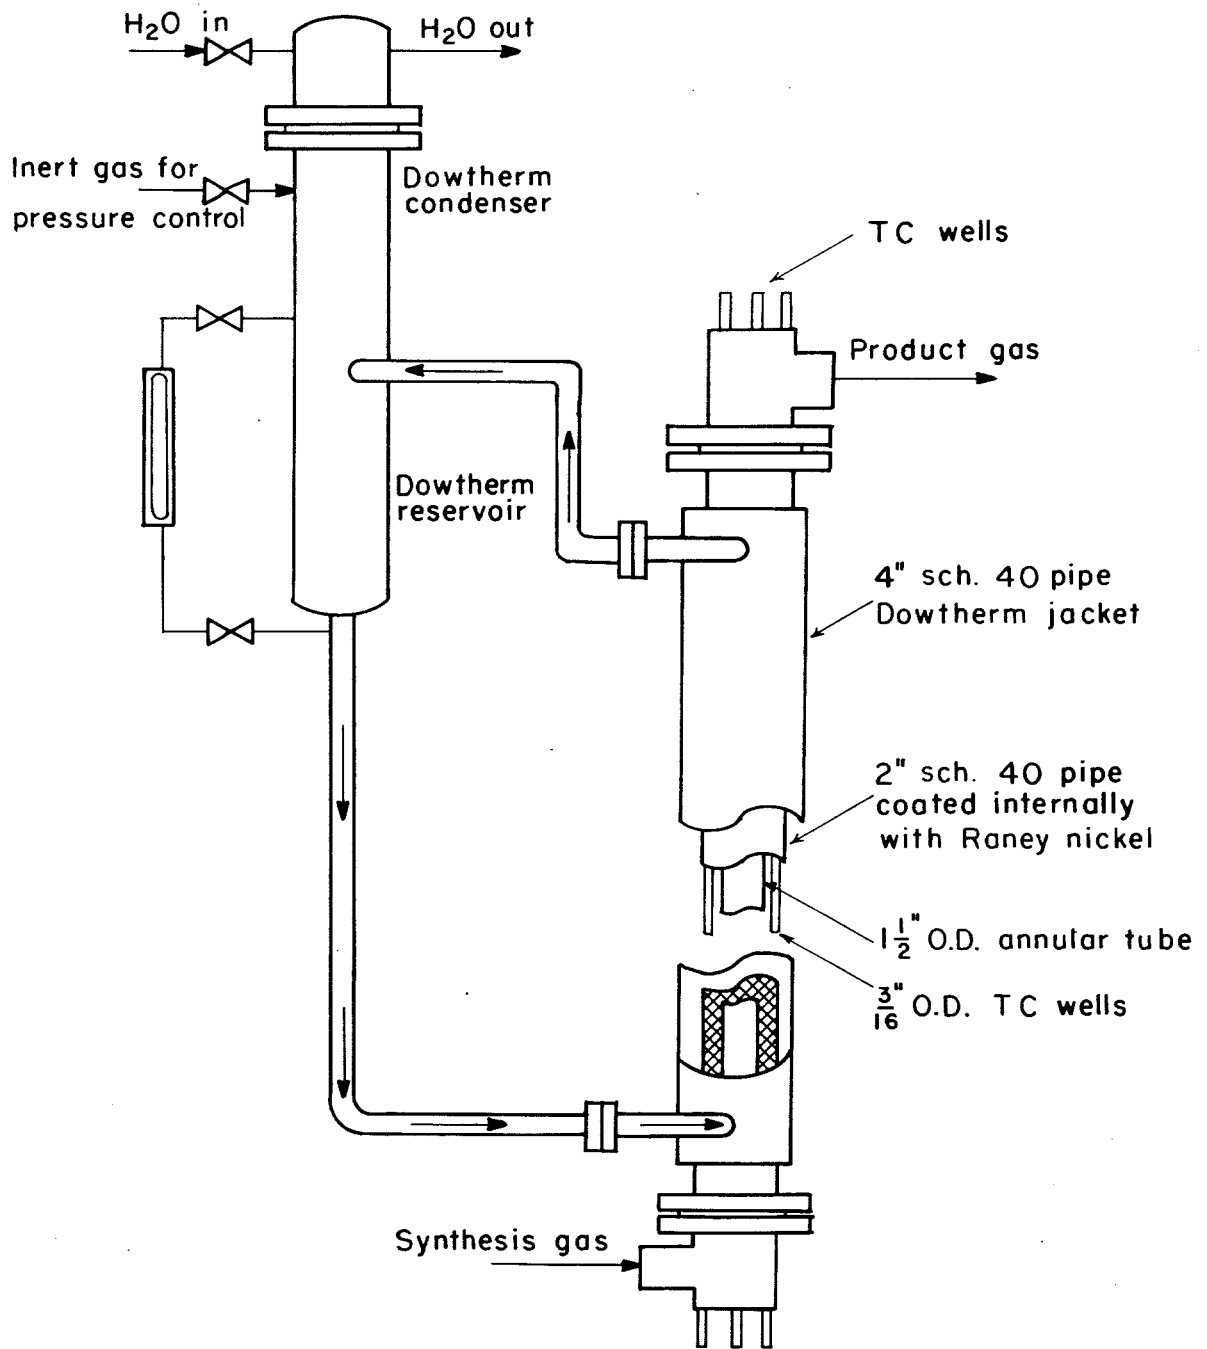 H₂O in
H₂O out
Inert gas for
pressure control
Dowtherm
condenser
TC wells
Product gas
Dowtherm
reservoir
4" sch. 40 pipe
Dowtherm jacket
2" sch. 40 pipe
coated internally
with Raney nickel
1 1/2" O.D. annular tube
3/16" O.D. TC wells
Synthesis gas